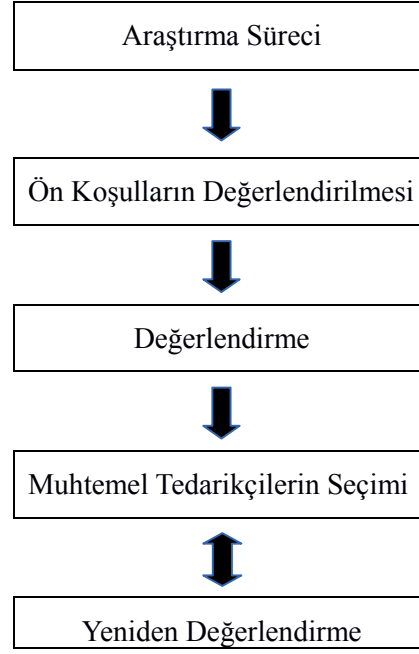 Araştırma Süreci
Ön Koşulların Değerlendirilmesi
Değerlendirme
Muhtemel Tedarikçilerin Seçimi
Yeniden Değerlendirme